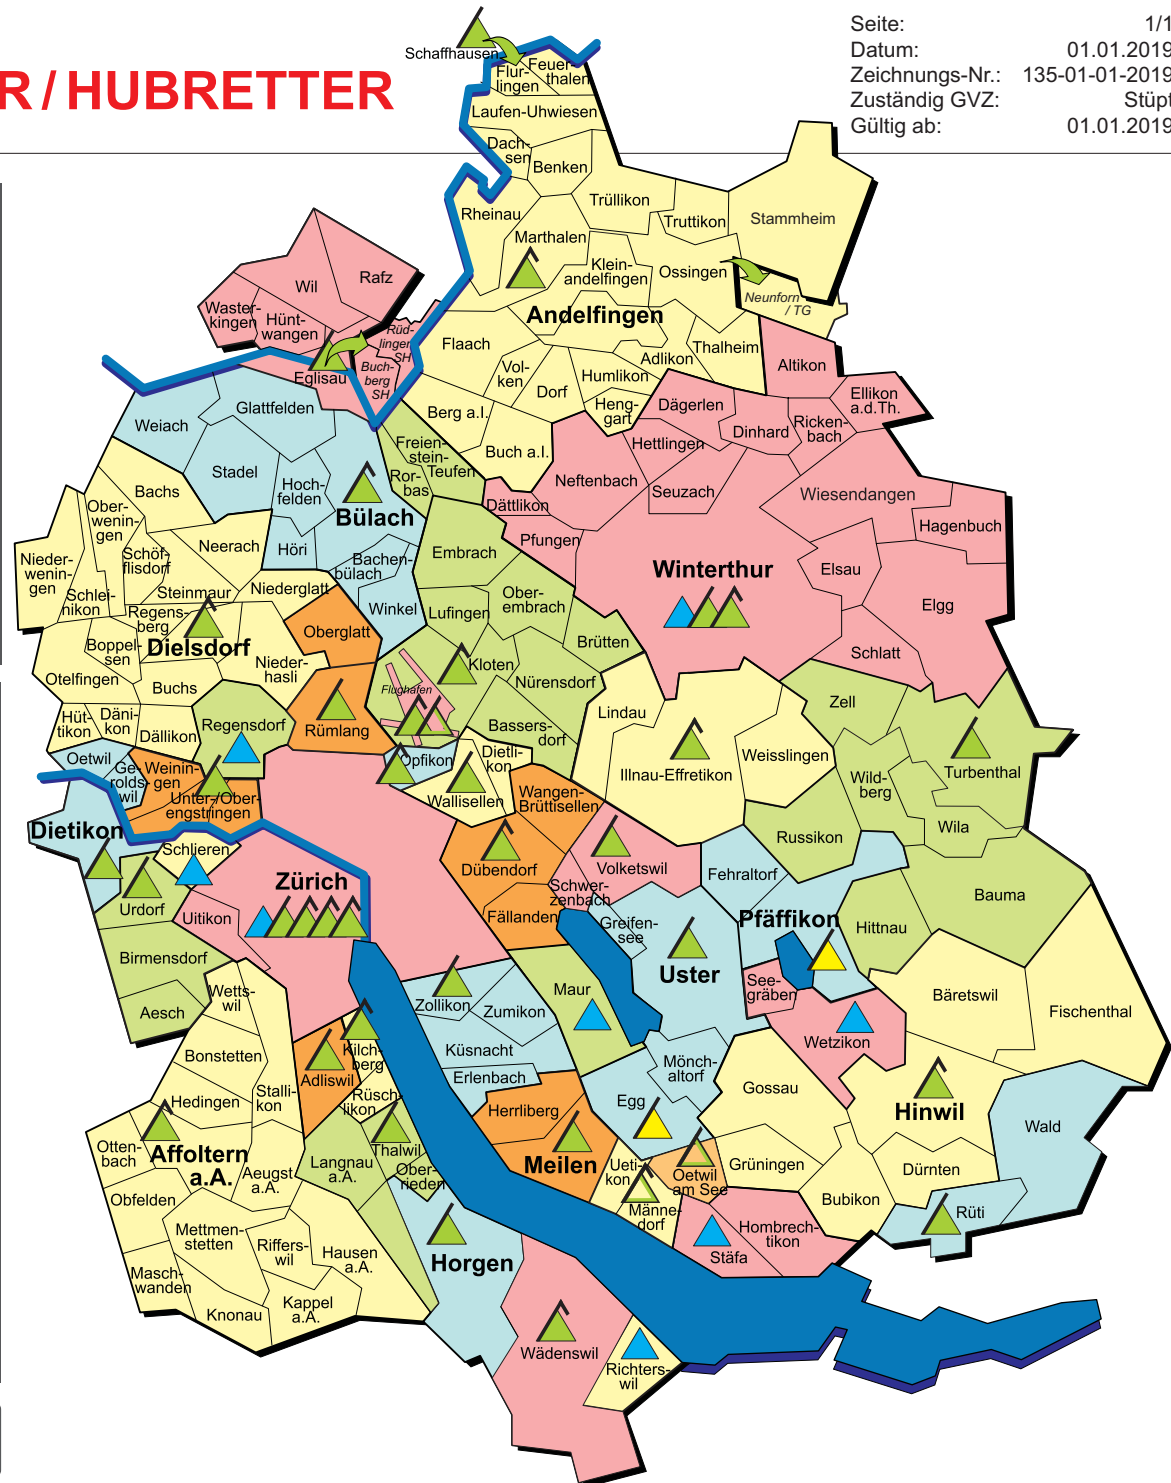 Seite: 1/1
Datum: 01.01.2019
Zeichnungs-Nr.: 135-01-01-2019
Zuständig GVZ: Stüpt
Gültig ab: 01.01.2019
R / HUBRETTER
Schaffhausen
Flur-
lingen
Feuer-
thalen
Laufen-Uhwiesen
Dach-
sen
Benken
Rheinau
Trüllikon
Truttikon
Stammheim
Marthalen
Klein-
andelfingen
Ossingen
Neunforn
/ TG
Andelfingen
Wil
Rafz
Waster-
kingen
Hünt-
wangen
Rüd-
lingen
SH
Buch-
berg
SH
Eglisau
Flaach
Vol-
ken
Dorf
Humlikon
Adlikon
Thalheim
Altikon
Ellikon
a.d.Th.
Berg a.I.
Heng-
gart
Dägerlen
Dinhard
Ricken-
bach
Buch a.I.
Hettlingen
Neftenbach
Seuzach
Wiesendangen
Hagenbuch
Dättlikon
Pfungen
Winterthur
Elsau
Elgg
Schlatt
Weiach
Glattfelden
Stadel
Hoch-
felden
Bülach
Höri
Bachen-
bülach
Winkel
Freien-
stein-
Teufen
Ror-
bas
Embrach
Lufingen
Ober-
embrach
Brütten
Bachs
Ober-
wenin-
gen
Schöf-
flisdorf
Neerach
Nieder-
wenin-
gen
Schlei-
nikon
Steinmaur
Niederglatt
Regens-
berg
Boppel-
sen
Dielsdorf
Oberglatt
Otelfingen
Buchs
Nieder-
hasli
Hüt-
tikon
Däni-
kon
Dällikon
Regensdorf
Rümlang
Kloten
Flughafen
Nürensdorf
Bassers-
dorf
Opfikon
Dietli-
kon
Wallisellen
Lindau
Illnau-Effretikon
Weisslingen
Zell
Turbenthal
Wild-
berg
Wila
Russikon
Oetwil
Ge-
rolds-
wil
Weinin-
gen
Unter-/Ober-
engstringen
Wangen-
Brüttisellen
Dietikon
Schlieren
Zürich
Dübendorf
Volketswil
Schwer-
zenbach
Fehraltorf
Bauma
Urdorf
Uitikon
Fällanden
Greifen-
see
Pfäffikon
Hittnau
Birmensdorf
Uster
Aesch
Wetts-
wil
Zollikon
Zumikon
Maur
See-
gräben
Bäretswil
Fischenthal
Wetzikon
Bonstetten
Kilch-
berg
Adliswil
Küsnacht
Erlenbach
Mönch-
altorf
Gossau
Hinwil
Hedingen
Stalli-
kon
Rüsch-
likon
Herrliberg
Egg
Wald
Otten-
bach
Affoltern
a.A.
Langnau
a.A.
Thalwil
Ober-
rieden
Meilen
Ueti-
kon
Oetwil
am See
Grüningen
Dürnten
Aeugst
a.A.
Obfelden
Männe-
dorf
Bubikon
Rüti
Mettmen-
stetten
Riffers-
wil
Hausen
a.A.
Horgen
Stäfa
Hombrech-
tikon
Masch-
wanden
Knonau
Kappel
a.A.
Wädenswil
Richters-
wil